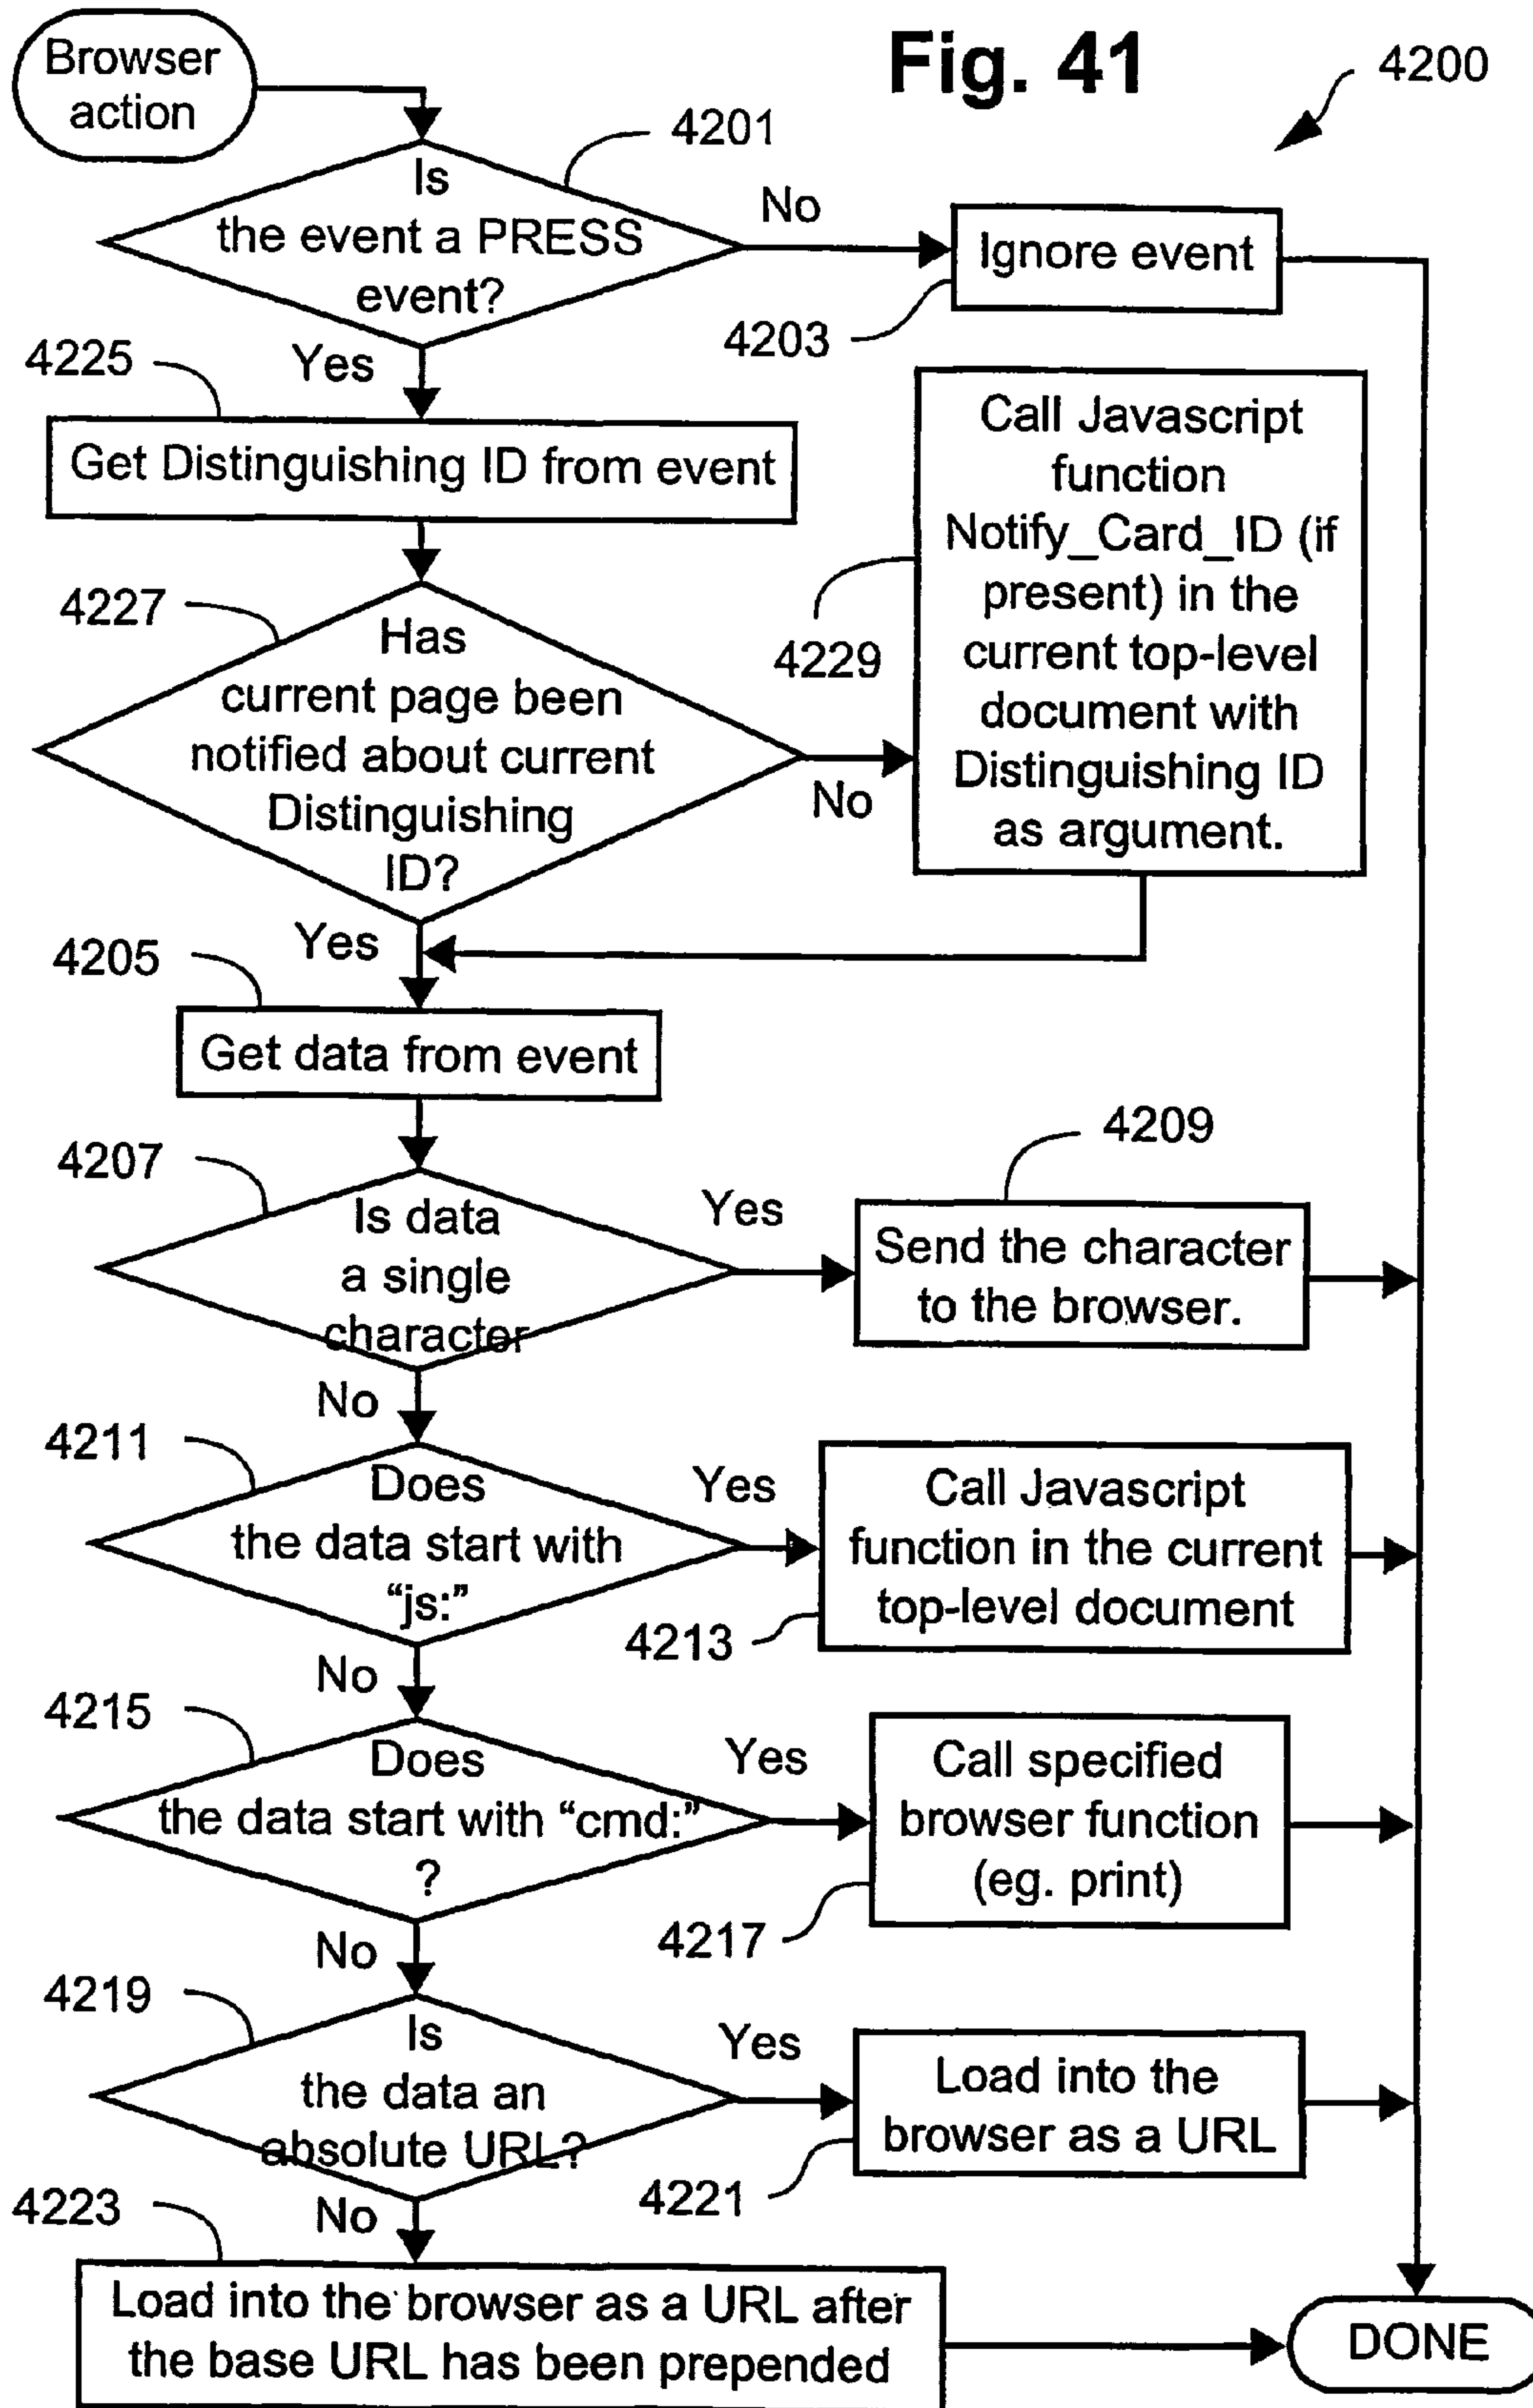 Browser
action
Fig. 41
4200
4201
Is
the event a PRESS
event?
No
Ignore event
4203
Yes
4225
Get Distinguishing ID from event
4227
Has
current page been
notified about current
Distinguishing
ID?
No
Call Javascript
function
Notify_Card_ID (if
present) in the
current top-level
document with
Distinguishing ID
as argument.
4229
Yes
4205
Get data from event
4207
Is data
a single
character
Yes
4209
Send the character
to the browser.
No
4211
Does
the data start with
“js:”
Yes
Call Javascript
function in the current
top-level document
4213
No
4215
Does
the data start with “cmd:”
?
Yes
Call specified
browser function
(eg. print)
4217
No
4219
Is
the data an
absolute URL?
Yes
Load into the
browser as a URL
4221
No
4223
Load into the browser as a URL after
the base URL has been prepended
DONE